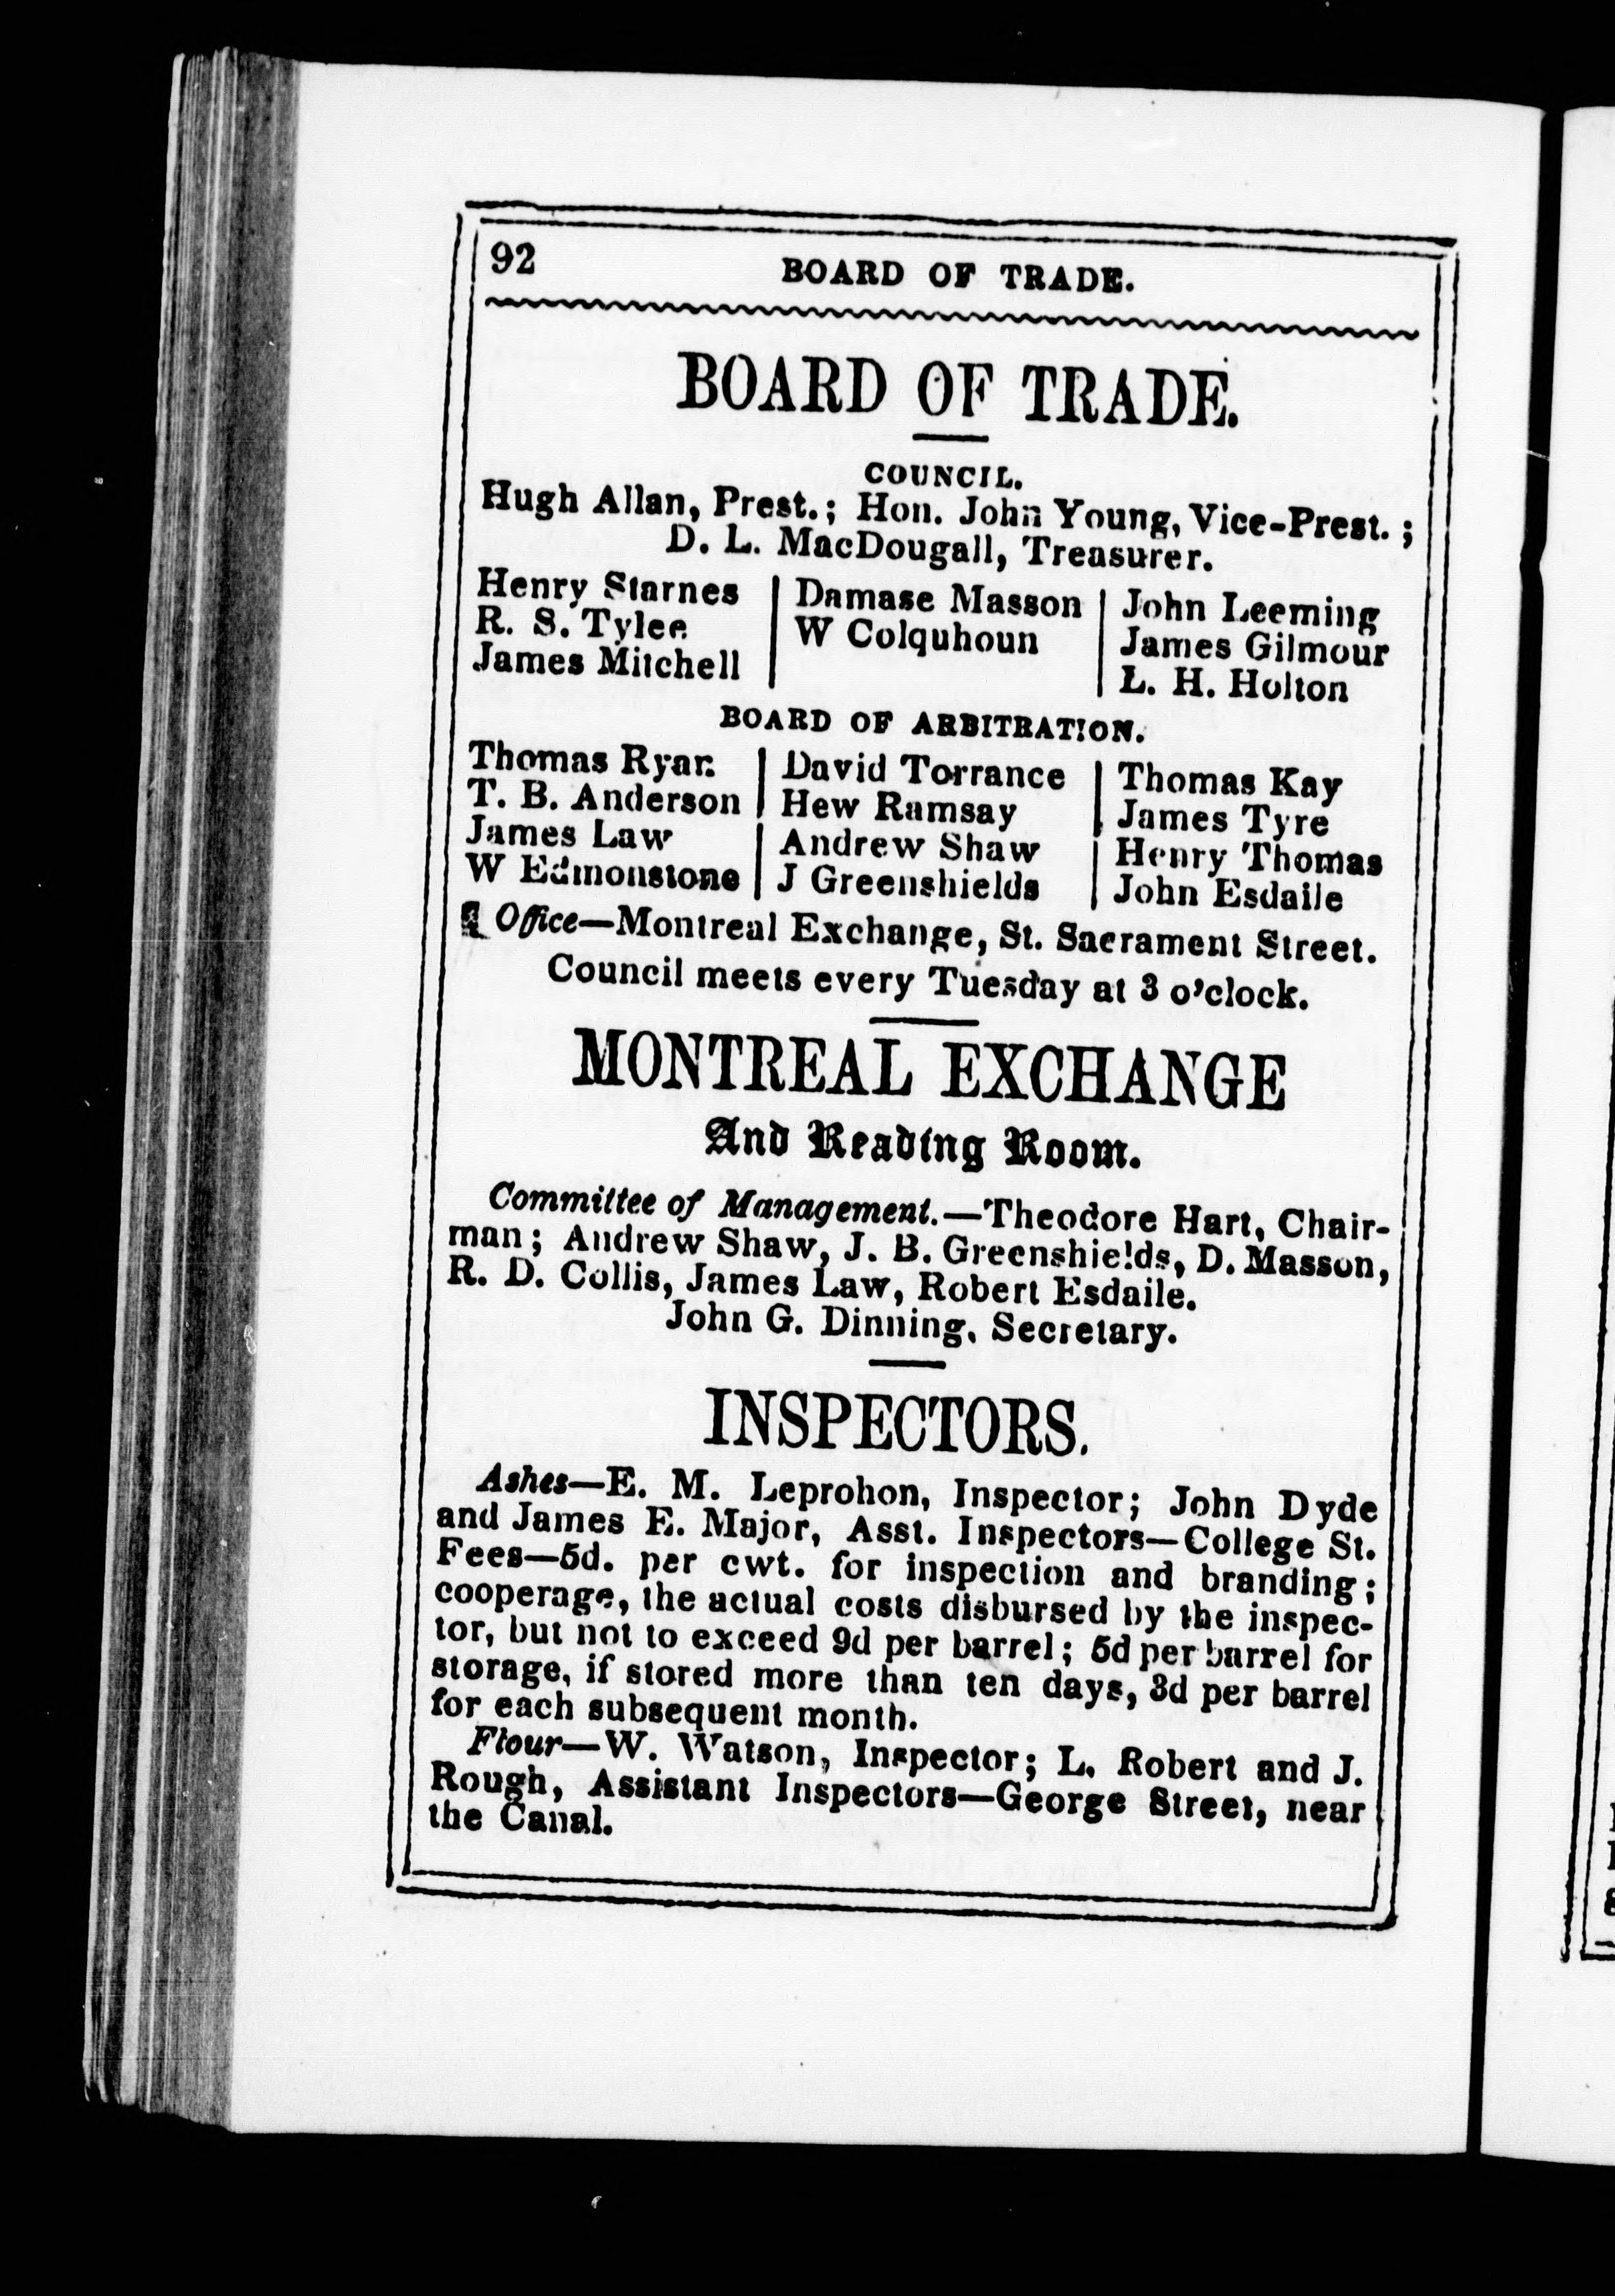 92
BOARD OF TRADE.
BOARD OF TRADE.
COUNCIL.
Hugh Allan, Prest.; Hon. John Young, Vice-Prest.;
D. L. MacDougall, Treasurer.
Henry Starnes | Damase Masson | John Leeming
R. S. Tylee | W Colquhoun | James Gilmour
James Mitchell | | L. H. Holton
BOARD OF ARBITRATION.
Thomas Ryan | David Torrance | Thomas Kay
T. B. Anderson | Hew Ramsay | James Tyre
James Law | Andrew Shaw | Henry Thomas
W Edmonstone | J Greenshields | John Esdaile
Office—Montreal Exchange, St. Sacrament Street.
Council meets every Tuesday at 3 o'clock.
MONTREAL EXCHANGE
And Reading Room.
Committee of Management.—Theodore Hart, Chair-
man; Andrew Shaw, J. B. Greenshields, D. Masson,
R. D. Collis, James Law, Robert Esdaile.
John G. Dinning, Secretary.
INSPECTORS.
Ashes—E. M. Leprohon, Inspector; John Dyde
and James E. Major, Asst. Inspectors—College St.
Fees—5d. per cwt. for inspection and branding;
cooperage, the actual costs disbursed by the inspec-
tor, but not to exceed 9d per barrel; 5d per barrel for
storage, if stored more than ten days, 3d per barrel
for each subsequent month.
Flour—W. Watson, Inspector; L. Robert and J.
Rough, Assistant Inspectors—George Street, near
the Canal.